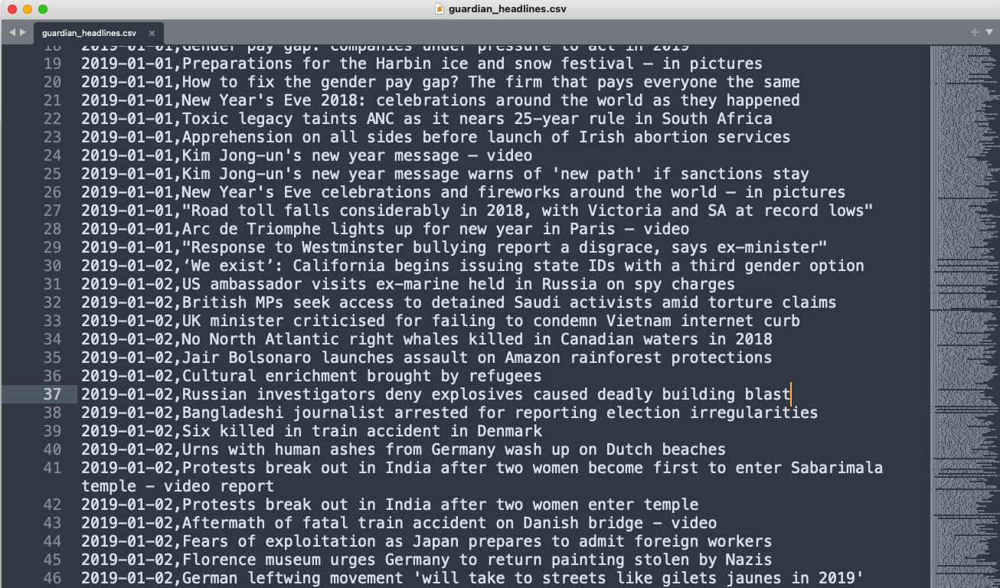 guardian_headlines.csv
guardian_headlines.csv ×
18 2019-01-01,Gender pay gap: companies under pressure to act in 2019
19 2019-01-01,Preparations for the Harbin ice and snow festival – in pictures
20 2019-01-01,How to fix the gender pay gap? The firm that pays everyone the same
21 2019-01-01,New Year's Eve 2018: celebrations around the world as they happened
22 2019-01-01,Toxic legacy taints ANC as it nears 25-year rule in South Africa
23 2019-01-01,Apprehension on all sides before launch of Irish abortion services
24 2019-01-01,Kim Jong-un's new year message – video
25 2019-01-01,Kim Jong-un's new year message warns of 'new path' if sanctions stay
26 2019-01-01,New Year's Eve celebrations and fireworks around the world – in pictures
27 2019-01-01,"Road toll falls considerably in 2018, with Victoria and SA at record lows"
28 2019-01-01,Arc de Triomphe lights up for new year in Paris – video
29 2019-01-01,"Response to Westminster bullying report a disgrace, says ex-minister"
30 2019-01-02,‘We exist’: California begins issuing state IDs with a third gender option
31 2019-01-02,US ambassador visits ex-marine held in Russia on spy charges
32 2019-01-02,British MPs seek access to detained Saudi activists amid torture claims
33 2019-01-02,UK minister criticised for failing to condemn Vietnam internet curb
34 2019-01-02,No North Atlantic right whales killed in Canadian waters in 2018
35 2019-01-02,Jair Bolsonaro launches assault on Amazon rainforest protections
36 2019-01-02,Cultural enrichment brought by refugees
37 2019-01-02,Russian investigators deny explosives caused deadly building blast
38 2019-01-02,Bangladeshi journalist arrested for reporting election irregularities
39 2019-01-02,Six killed in train accident in Denmark
40 2019-01-02,Urns with human ashes from Germany wash up on Dutch beaches
41 2019-01-02,Protests break out in India after two women become first to enter Sabarimala
temple – video report
42 2019-01-02,Protests break out in India after two women enter temple
43 2019-01-02,Aftermath of fatal train accident on Danish bridge – video
44 2019-01-02,Fears of exploitation as Japan prepares to admit foreign workers
45 2019-01-02,Florence museum urges Germany to return painting stolen by Nazis
46 2019-01-02,German leftwing movement 'will take to streets like gilets jaunes in 2019'